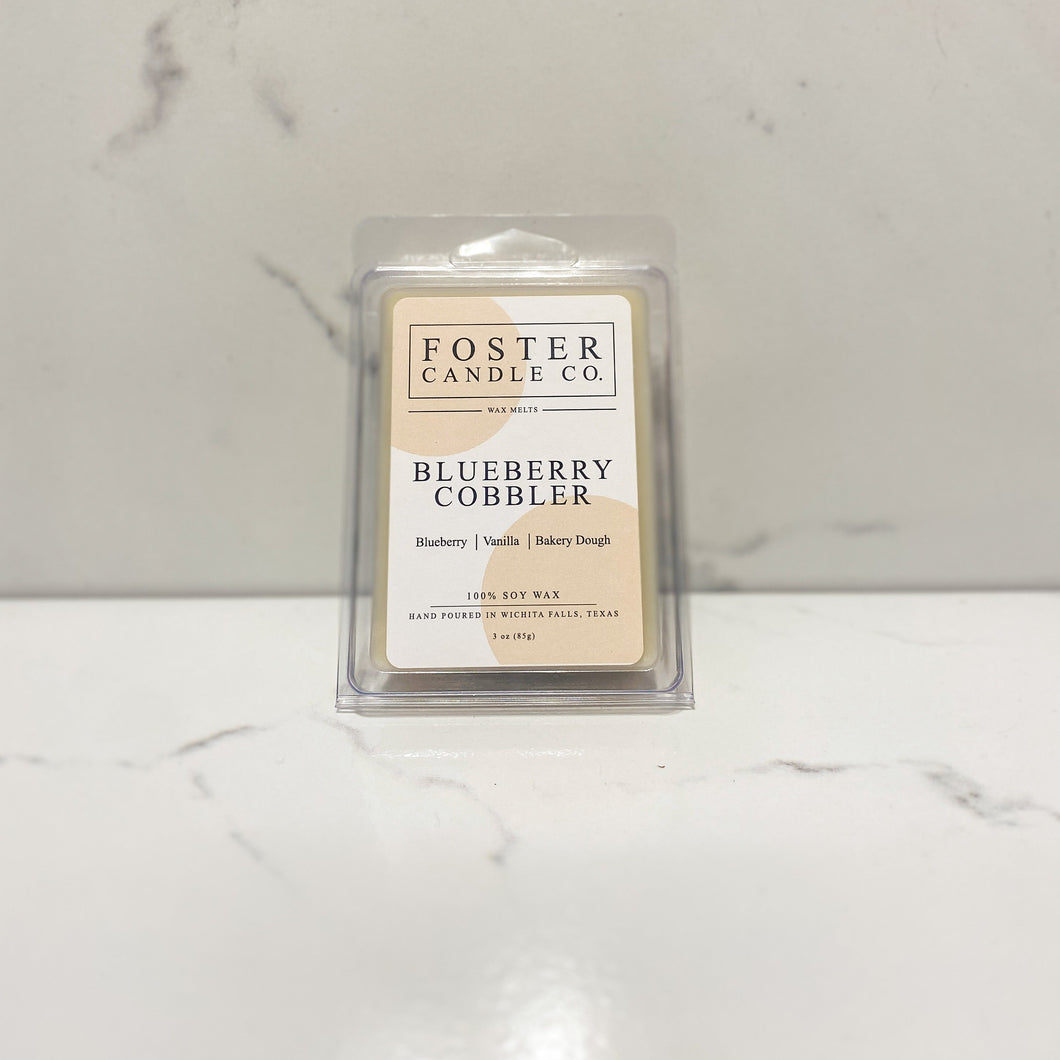 FOSTER
CANDLE CO.
WAX MELTS
BLUEBERRY
COBBLER
Blueberry | Vanilla | Bakery Dough
100% SOY WAX
HAND POURED IN WICHITA FALLS, TEXAS
3 oz (85g)